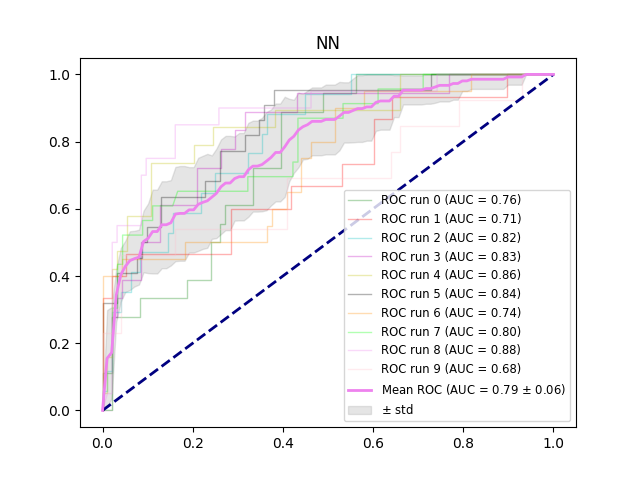 NN
1.0
0.8
0.6
0.4
0.2
0.0
0.0 0.2 0.4 0.6 0.8 1.0
ROC run 0 (AUC = 0.76)
ROC run 1 (AUC = 0.71)
ROC run 2 (AUC = 0.82)
ROC run 3 (AUC = 0.83)
ROC run 4 (AUC = 0.86)
ROC run 5 (AUC = 0.84)
ROC run 6 (AUC = 0.74)
ROC run 7 (AUC = 0.80)
ROC run 8 (AUC = 0.88)
ROC run 9 (AUC = 0.68)
Mean ROC (AUC = 0.79 ± 0.06)
± std